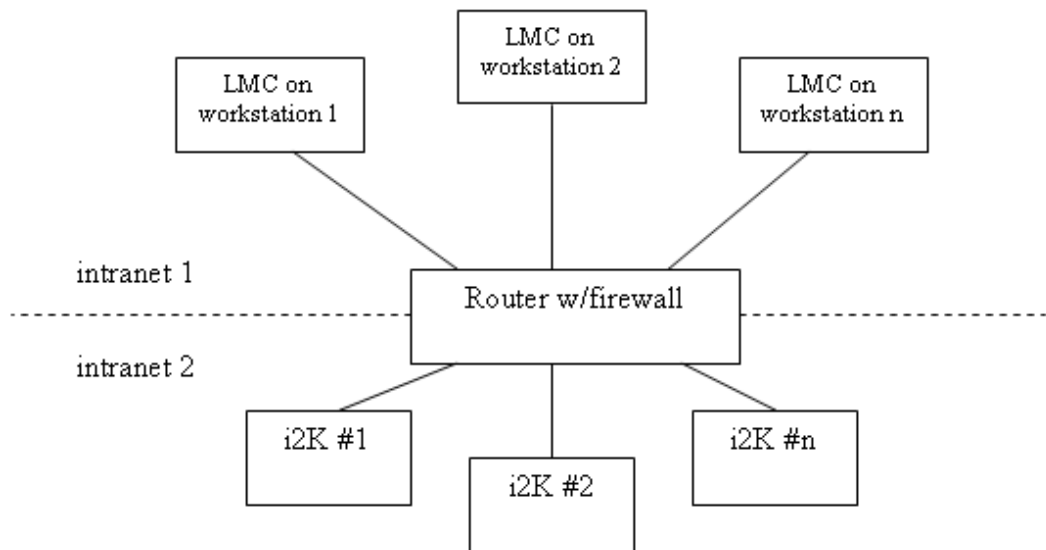 LMC on
workstation 2
LMC on
workstation 1
LMC on
workstation n
intranet 1
Router w/firewall
intranet 2
i2K #1
i2K #2
i2K #n